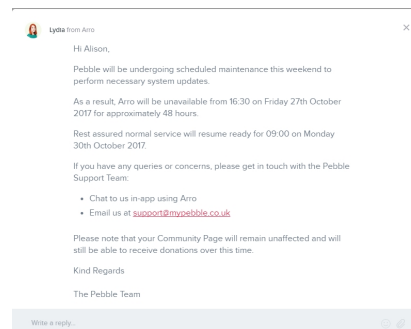 Lydia from Arro
Hi Alison,
Pebble will be undergoing scheduled maintenance this weekend to
perform necessary system updates.
As a result, Arro will be unavailable from 16:30 on Friday 27th October
2017 for approximately 48 hours.
Rest assured normal service will resume ready for 09:00 on Monday
30th October 2017.
If you have any queries or concerns, please get in touch with the Pebble
Support Team:
• Chat to us in-app using Arro
• Email us at support@mypebble.co.uk
Please note that your Community Page will remain unaffected and will
still be able to receive donations over this time.
Kind Regards
The Pebble Team
Write a reply...